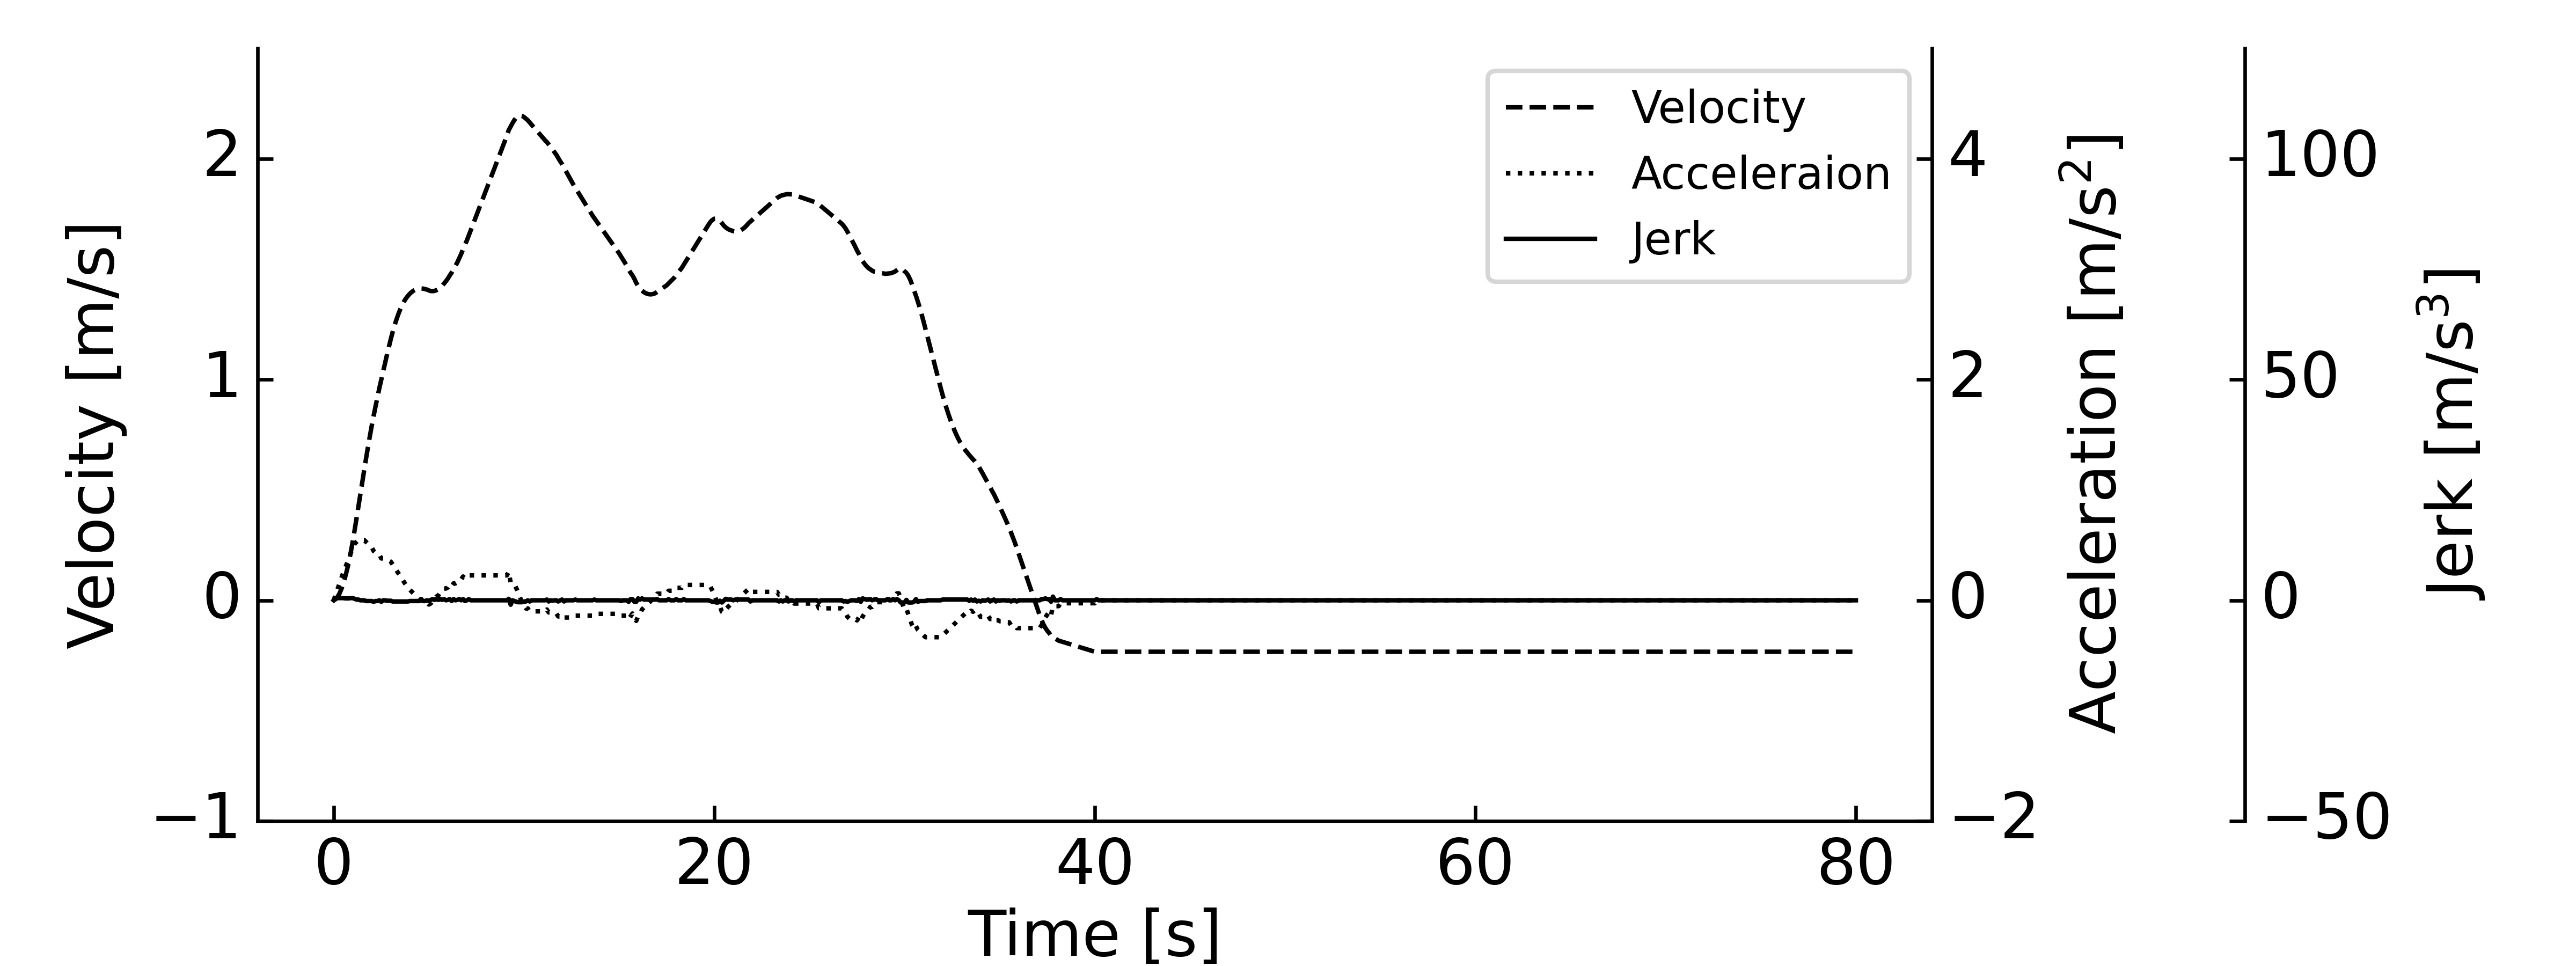 Velocity [m/s]
2
1
0
−1
0 20 40 60 80
Time [s]
Velocity
Acceleraion
Jerk
4
2
0
−2
Acceleration [m/s²]
100
50
0
−50
Jerk [m/s³]